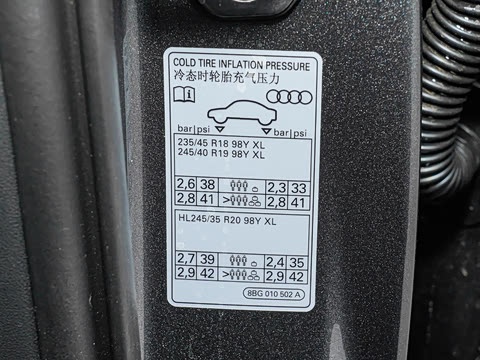 COLD TIRE INFLATION PRESSURE
冷态时轮胎充气压力
bar|psi bar|psi
235/45 R18 98Y XL
245/40 R19 98Y XL
2,6 38 2,3 33
2,8 41 > 2,8 41
HL245/35 R20 98Y XL
2,7 39 2,4 35
2,9 42 > 2,9 42
8BG 010 502 A